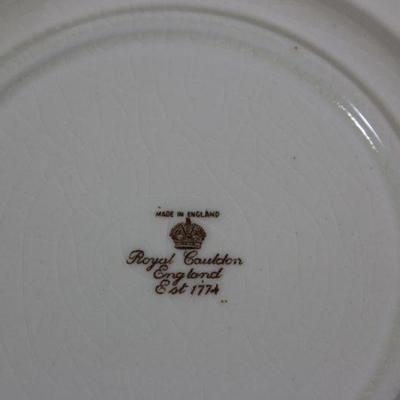 MADE IN ENGLAND
Royal Cauldon
England
Est 1774